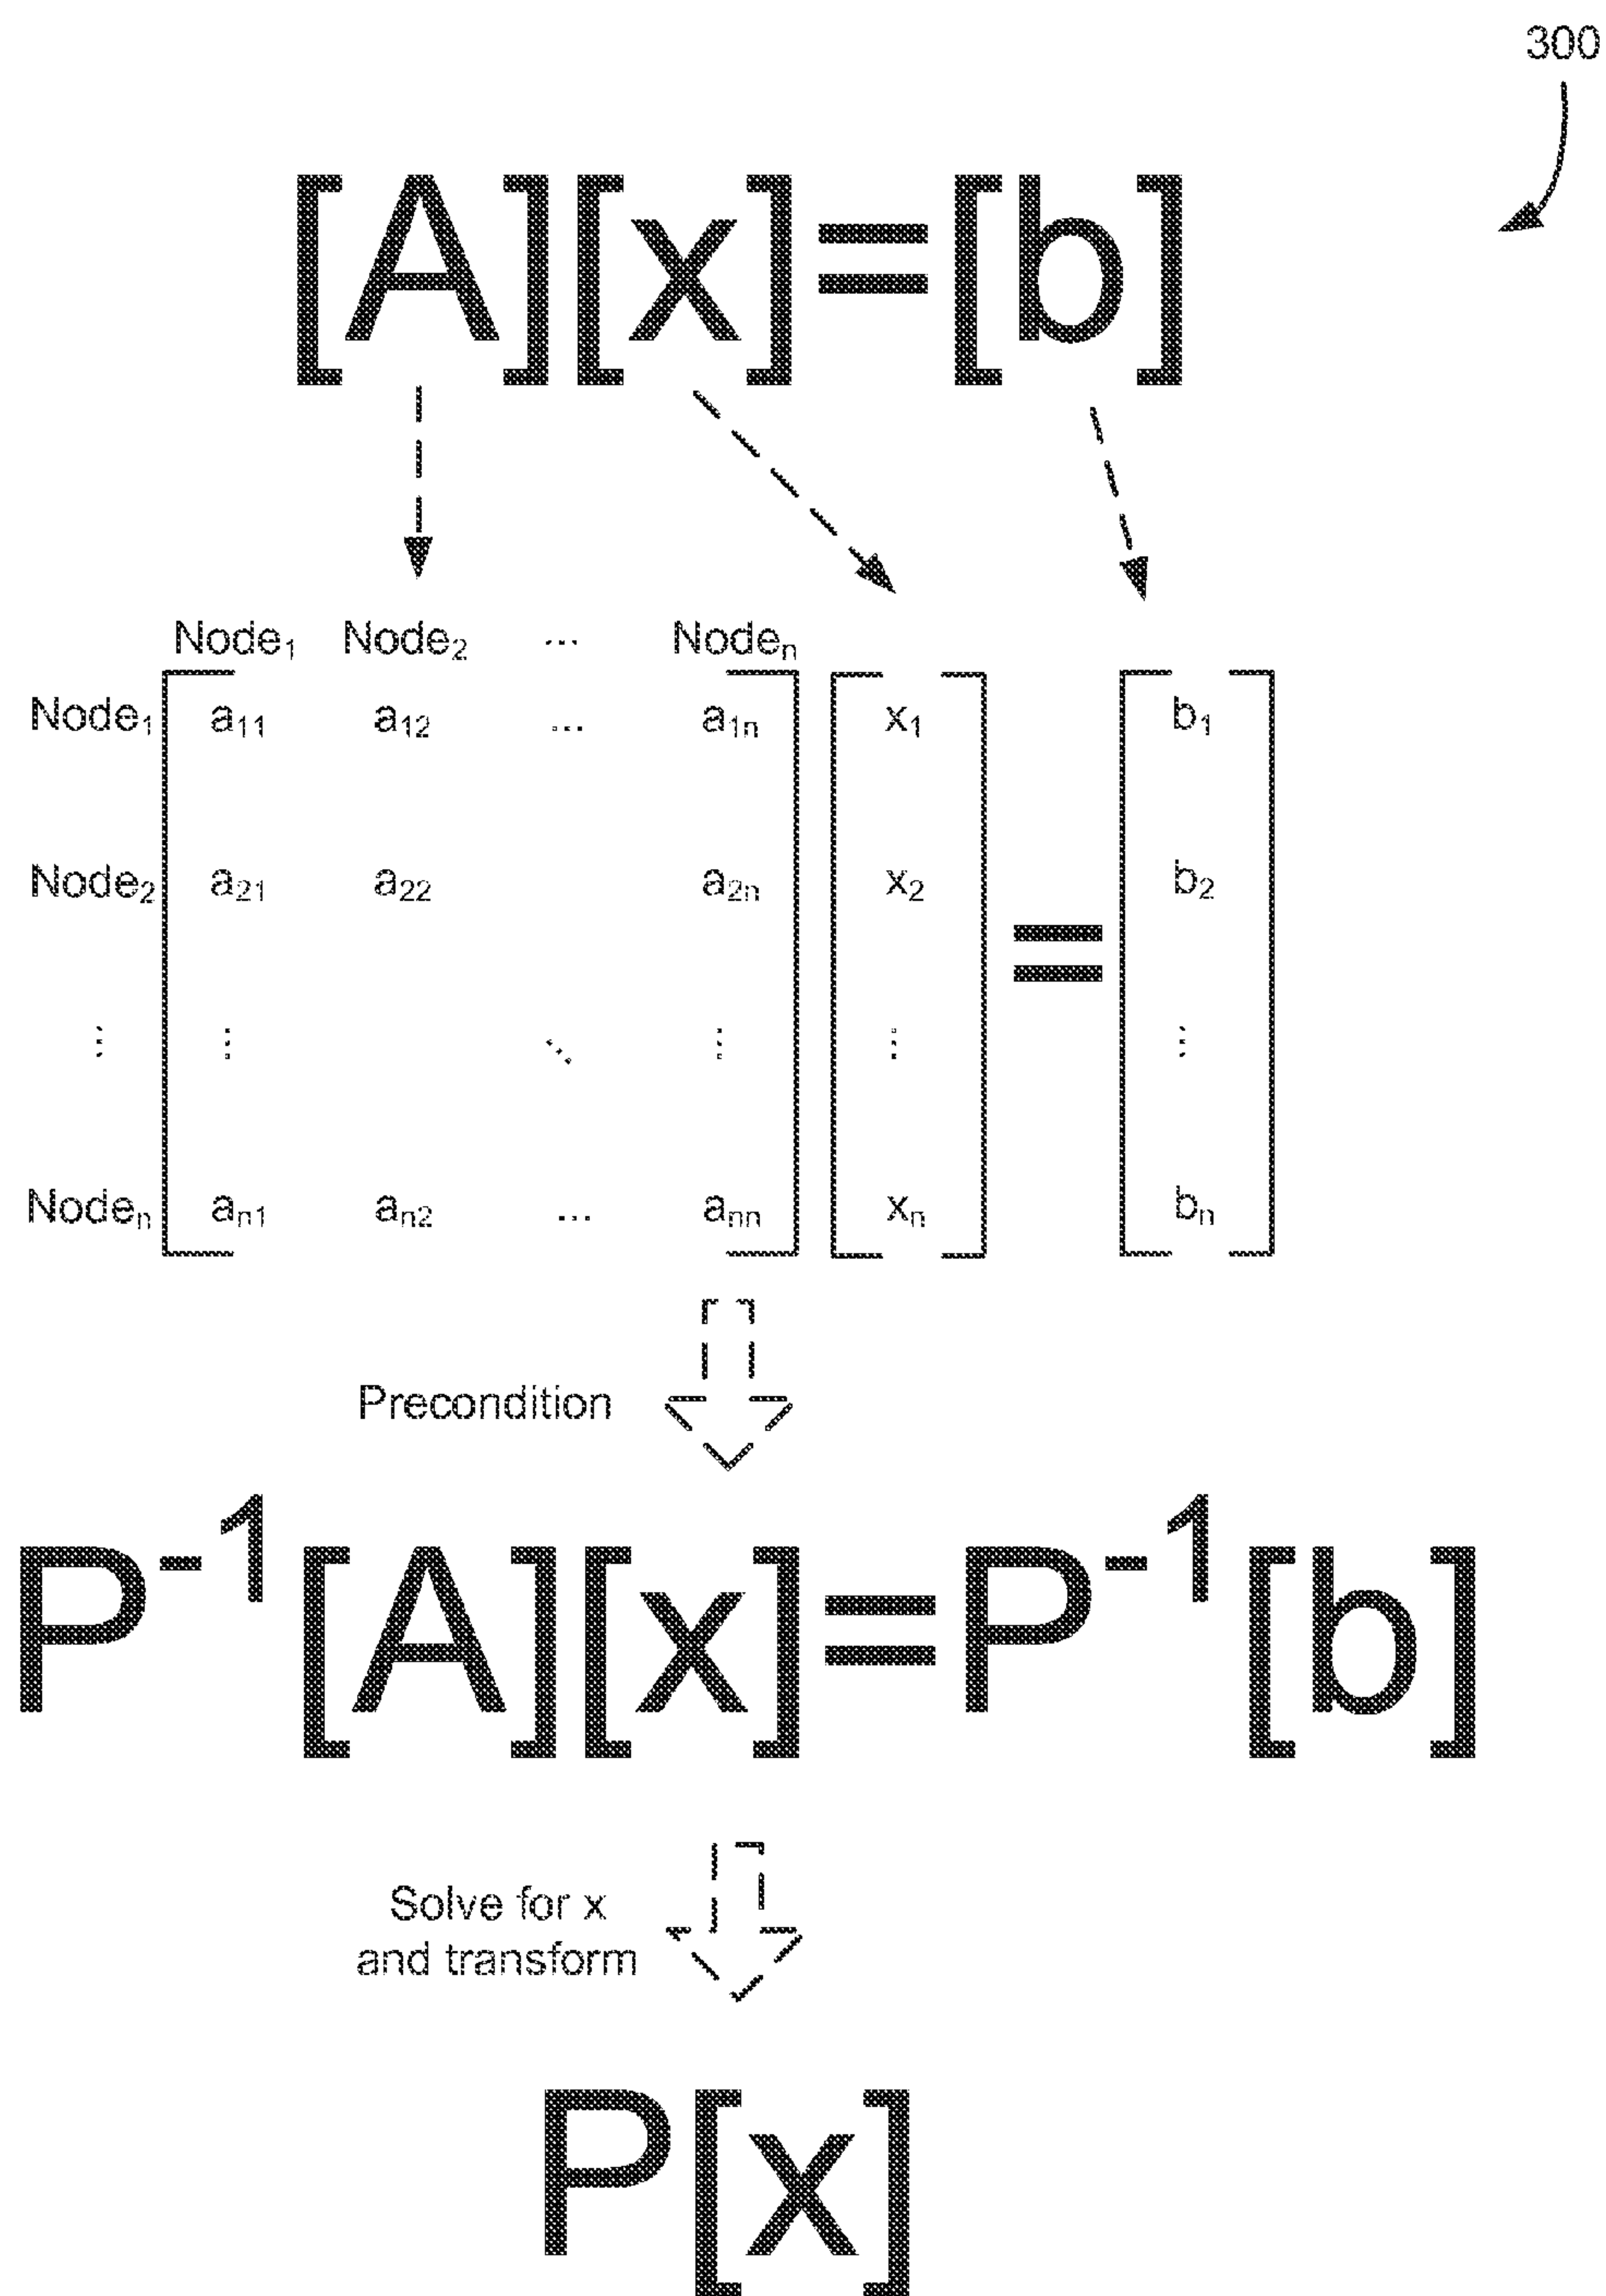 300
[A][x]=[b]
Node₁ Node₂ ... Nodeₙ
Node₁ a₁₁ a₁₂ ... a₁ₙ x₁ b₁
Node₂ a₂₁ a₂₂ a₂ₙ x₂ = b₂
⋮ ⋮ ⋱ ⋮ ⋮ ⋮
Nodeₙ aₙ₁ aₙ₂ ... aₙₙ xₙ bₙ
Precondition
P⁻¹[A][x]=P⁻¹[b]
Solve for x
and transform
P[x]